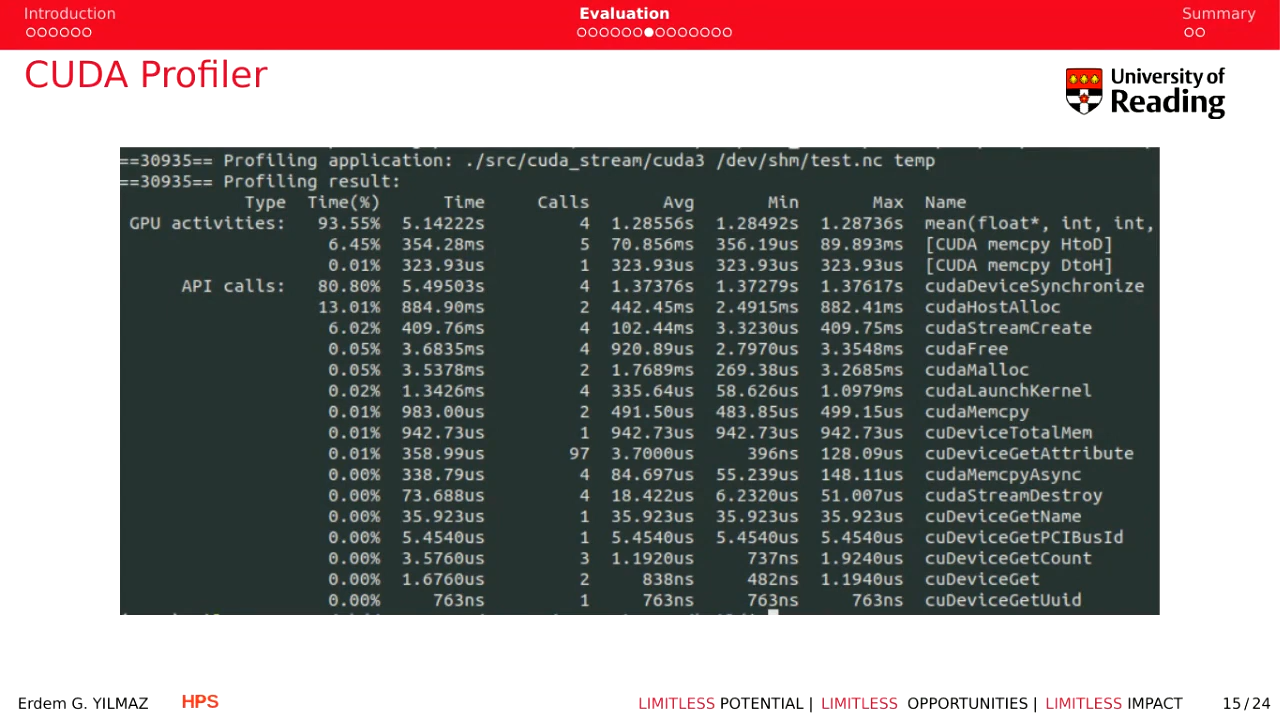 Introduction
Evaluation
Summary
CUDA Profiler
University of
Reading
==30935== Profiling application: ./src/cuda_stream/cuda3 /dev/shm/test.nc temp
==30935== Profiling result:
Type Time(%) Time Calls Avg Min Max Name
GPU activities: 93.55% 5.14222s 4 1.28556s 1.28492s 1.28736s mean(float*, int, int,
6.45% 354.28ms 5 70.856ms 356.19us 89.893ms [CUDA memcpy HtoD]
0.01% 323.93us 1 323.93us 323.93us 323.93us [CUDA memcpy DtoH]
API calls: 80.80% 5.49503s 4 1.37376s 1.37279s 1.37617s cudaDeviceSynchronize
13.01% 884.90ms 2 442.45ms 2.4915ms 882.41ms cudaHostAlloc
6.02% 409.76ms 4 102.44ms 3.3230us 409.75ms cudaStreamCreate
0.05% 3.6835ms 4 920.89us 2.7970us 3.3548ms cudaFree
0.05% 3.5378ms 2 1.7689ms 269.38us 3.2685ms cudaMalloc
0.02% 1.3426ms 4 335.64us 58.626us 1.0979ms cudaLaunchKernel
0.01% 983.00us 2 491.50us 483.85us 499.15us cudaMemcpy
0.01% 942.73us 1 942.73us 942.73us 942.73us cuDeviceTotalMem
0.01% 358.99us 97 3.7000us 396ns 128.09us cuDeviceGetAttribute
0.00% 338.79us 4 84.697us 55.239us 148.11us cudaMemcpyAsync
0.00% 73.688us 4 18.422us 6.2320us 51.007us cudaStreamDestroy
0.00% 35.923us 1 35.923us 35.923us 35.923us cuDeviceGetName
0.00% 5.4540us 1 5.4540us 5.4540us 5.4540us cuDeviceGetPCIBusId
0.00% 3.5760us 3 1.1920us 737ns 1.9240us cuDeviceGetCount
0.00% 1.6760us 2 838ns 482ns 1.1940us cuDeviceGet
0.00% 763ns 1 763ns 763ns 763ns cuDeviceGetUuid
Erdem G. YILMAZ HPS LIMITLESS POTENTIAL | LIMITLESS OPPORTUNITIES | LIMITLESS IMPACT 15/24